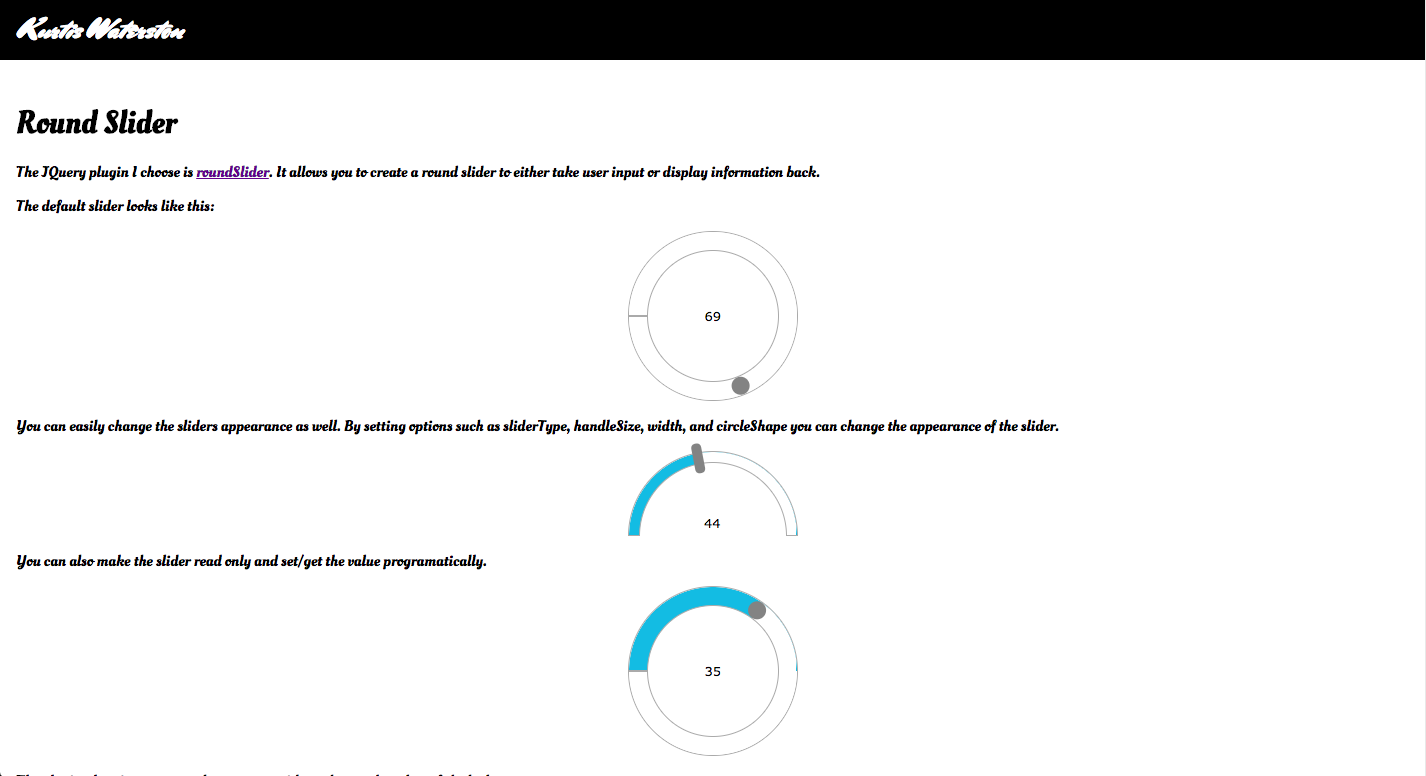 Kurtis Waterston
Round Slider
The JQuery plugin I choose is roundSlider. It allows you to create a round slider to either take user input or display information back.
The default slider looks like this:
69
You can easily change the sliders appearance as well. By setting options such as sliderType, handleSize, width, and circleShape you can change the appearance of the slider.
44
You can also make the slider read only and set/get the value programatically.
35